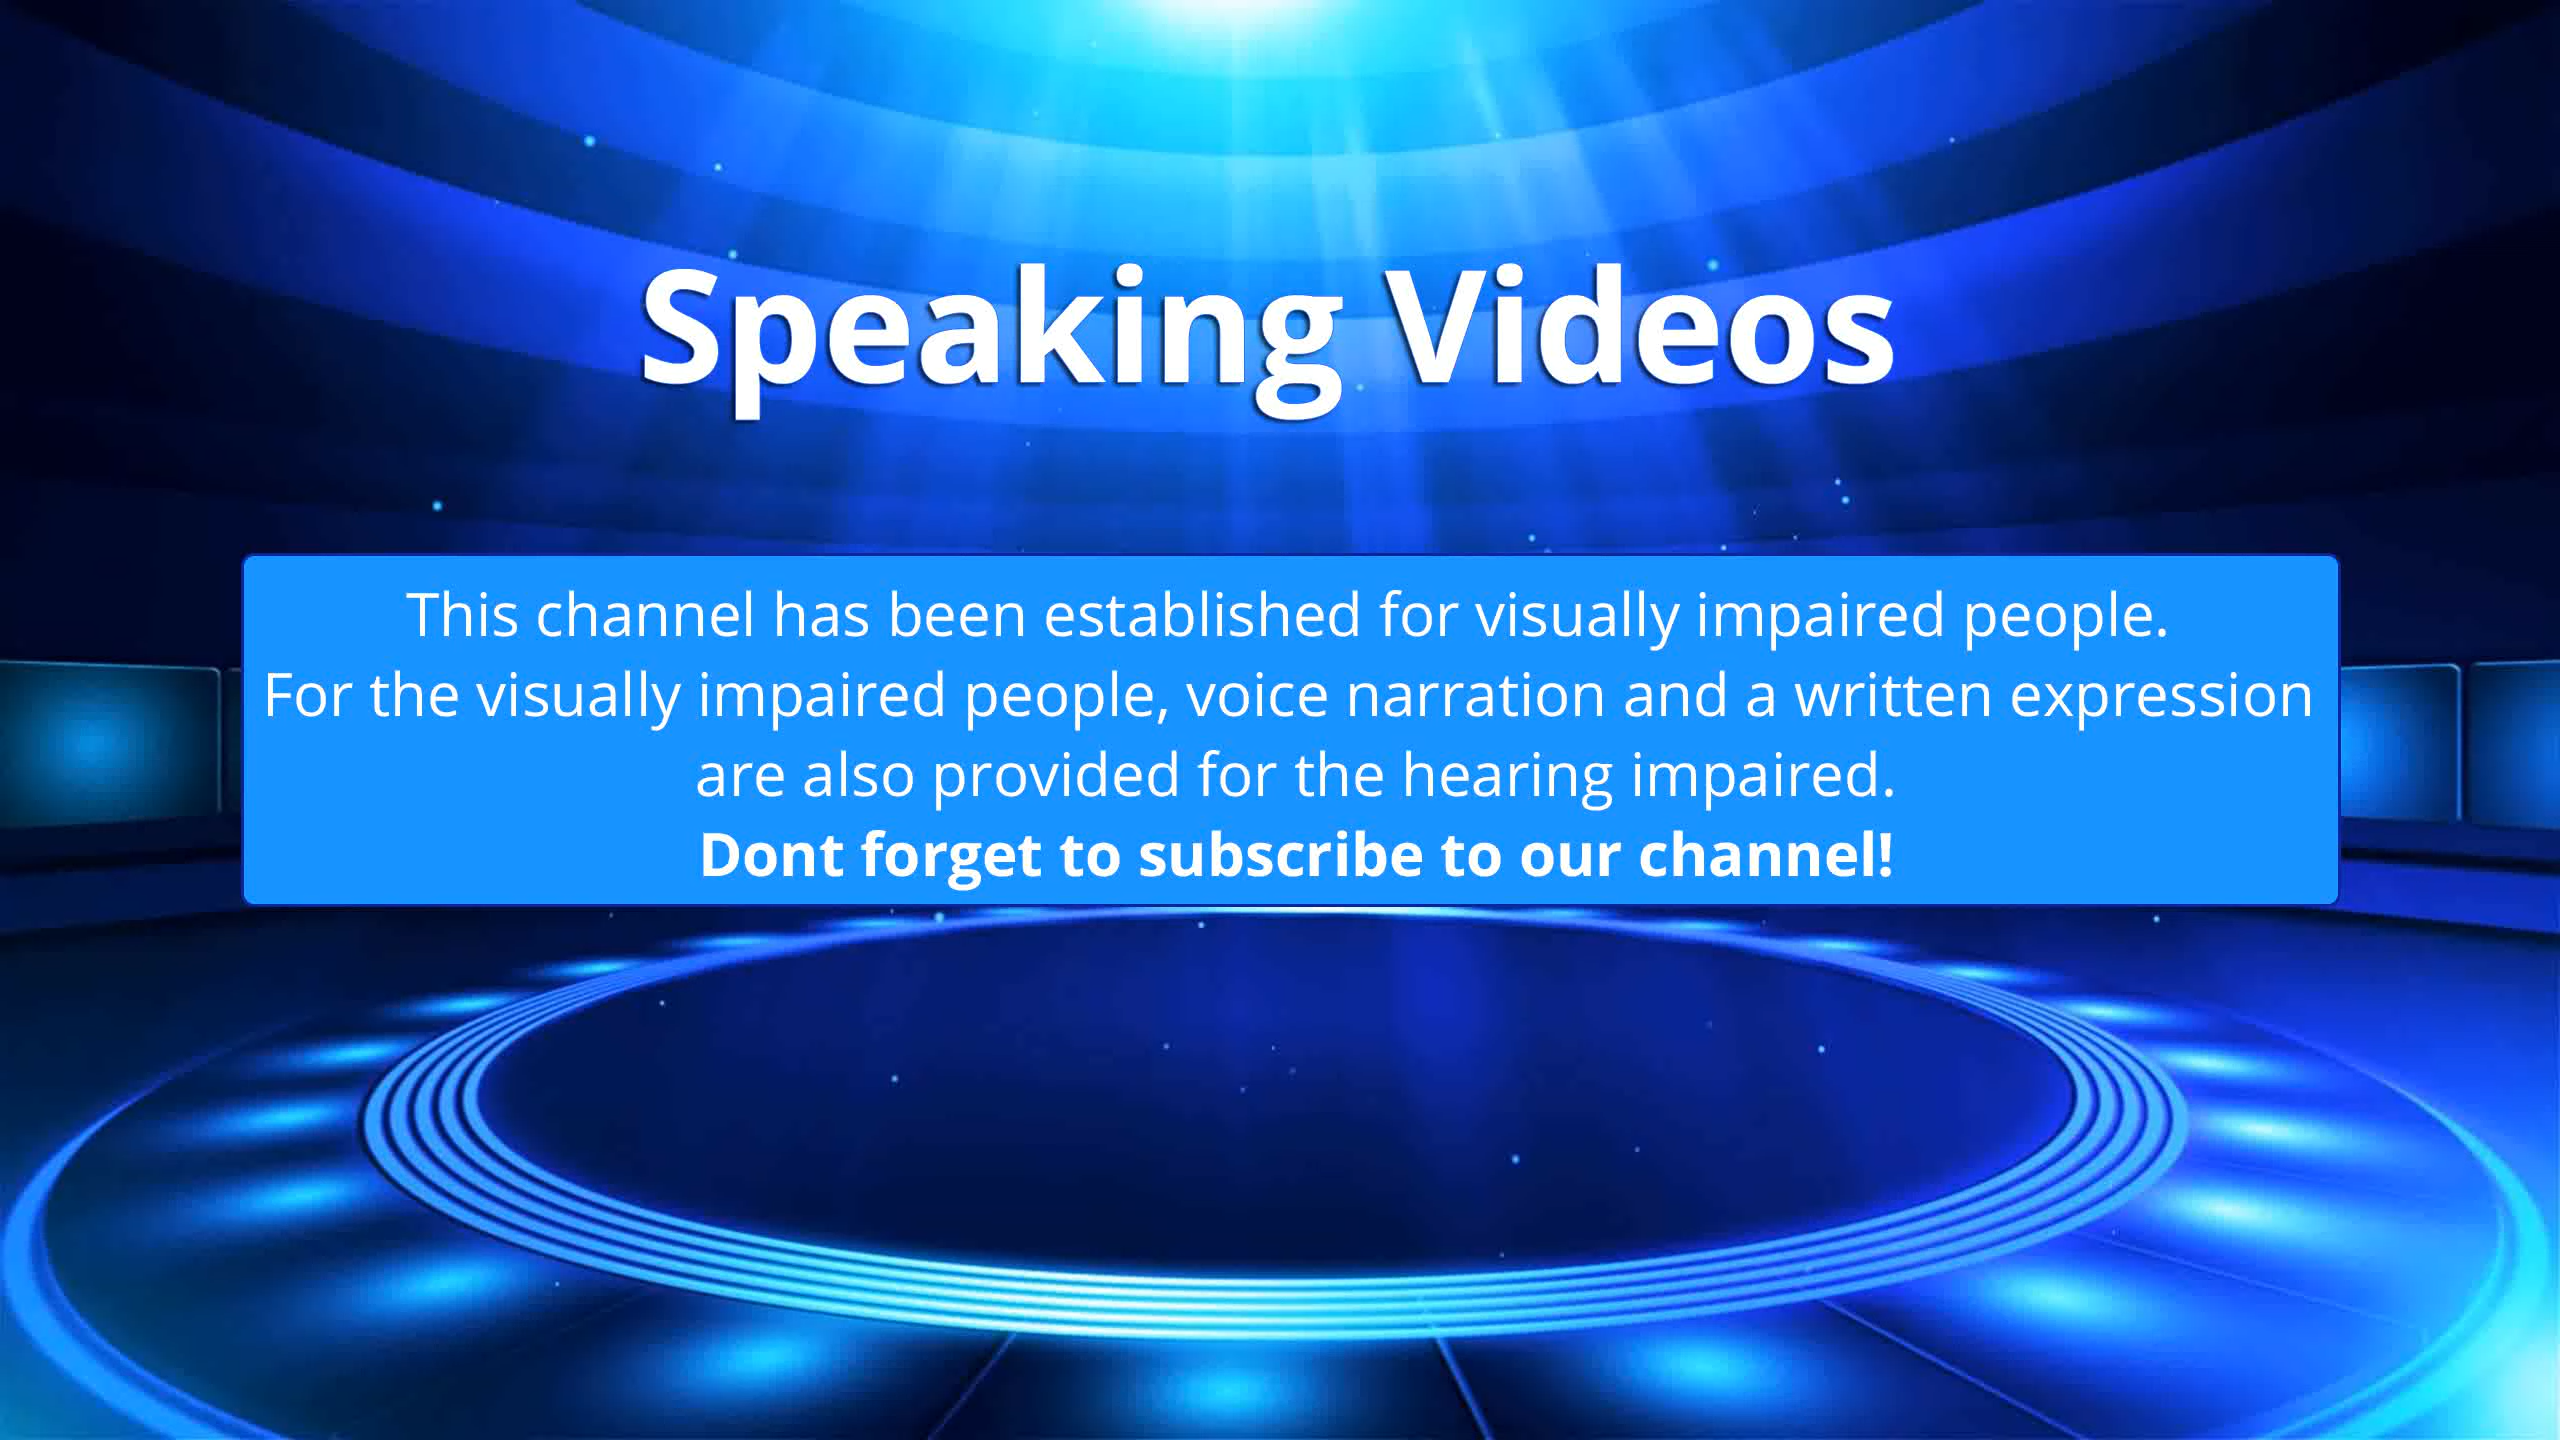 Speaking Videos
This channel has been established for visually impaired people.
For the visually impaired people, voice narration and a written expression
are also provided for the hearing impaired.
Dont forget to subscribe to our channel!